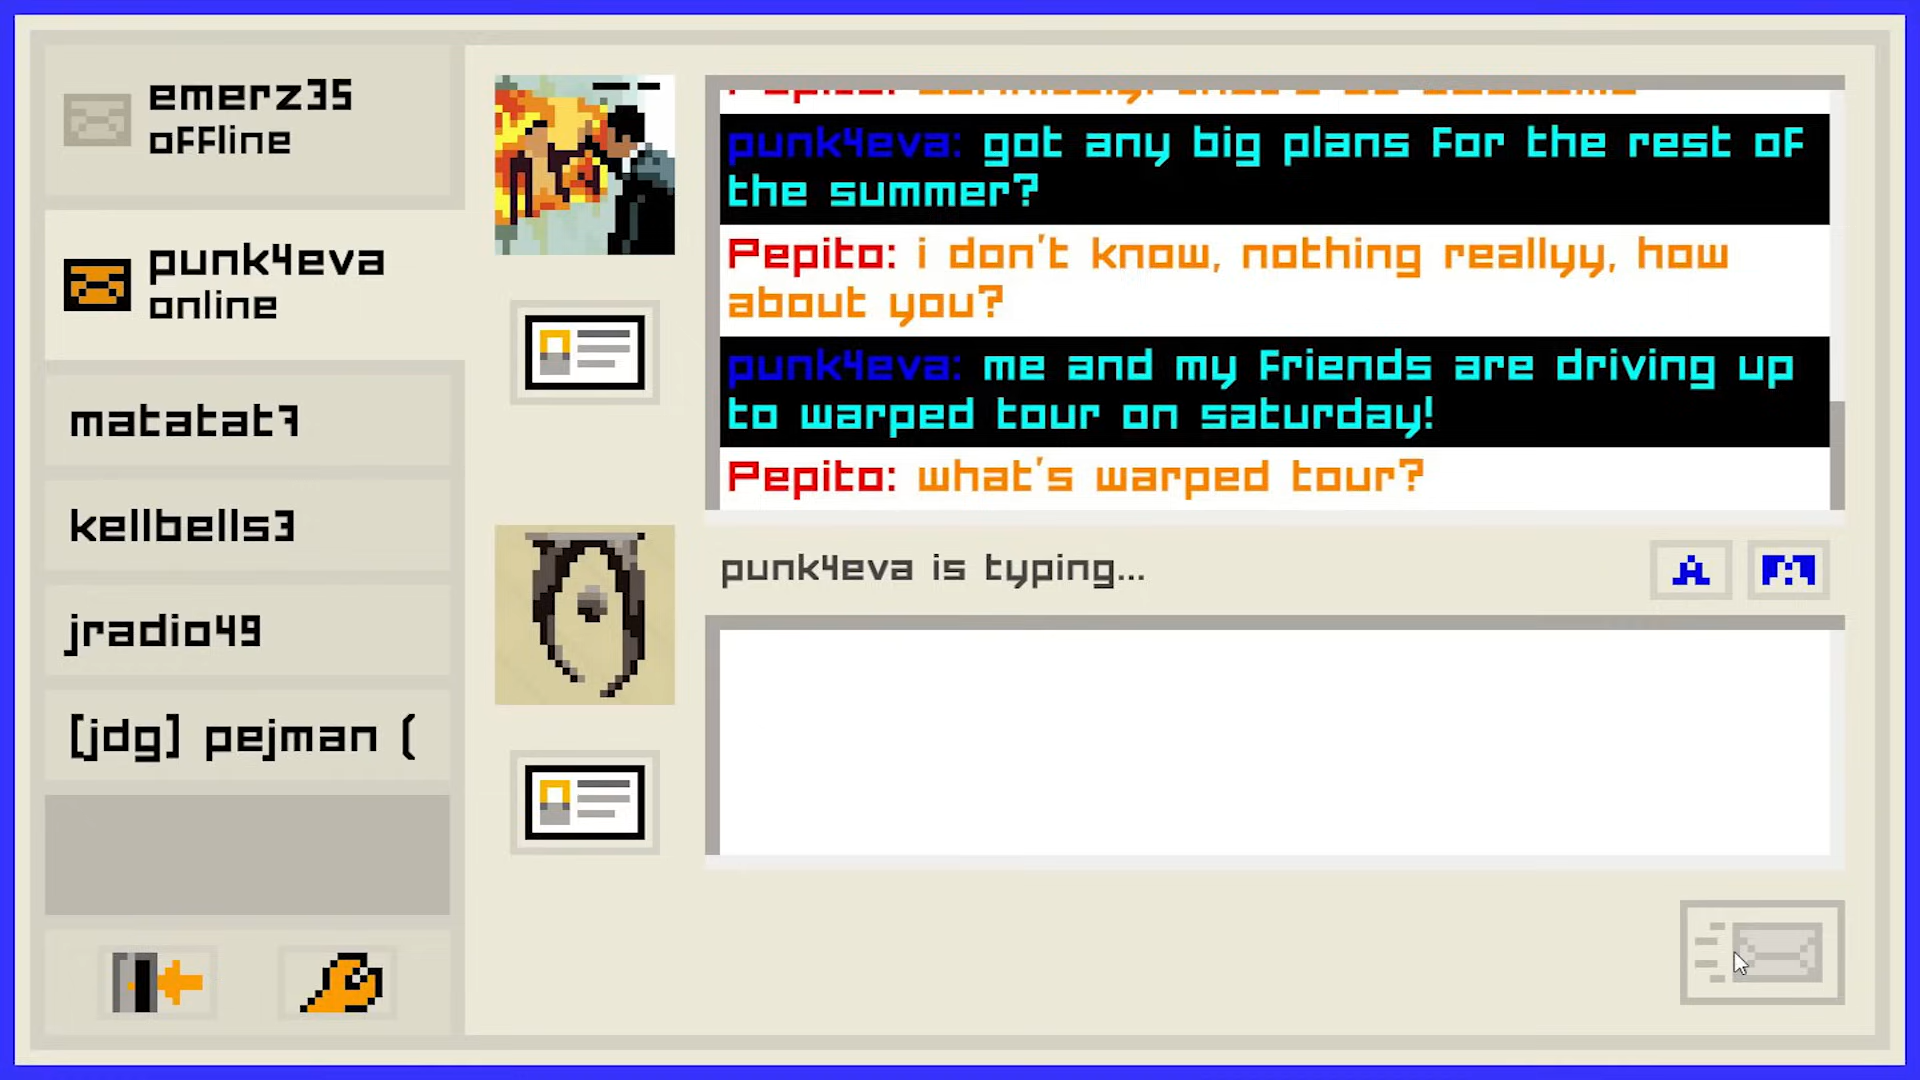 emerz35
offline
punk4eva
online
matatat7
kellbells3
jradio49
[jdg] pejman (
Pepito:
punk4eva: got any big plans for the rest of
the summer?
Pepito: i don't know, nothing reallyy, how
about you?
punk4eva: me and my friends are driving up
to warped tour on saturday!
Pepito: what's warped tour?
punk4eva is typing...
A